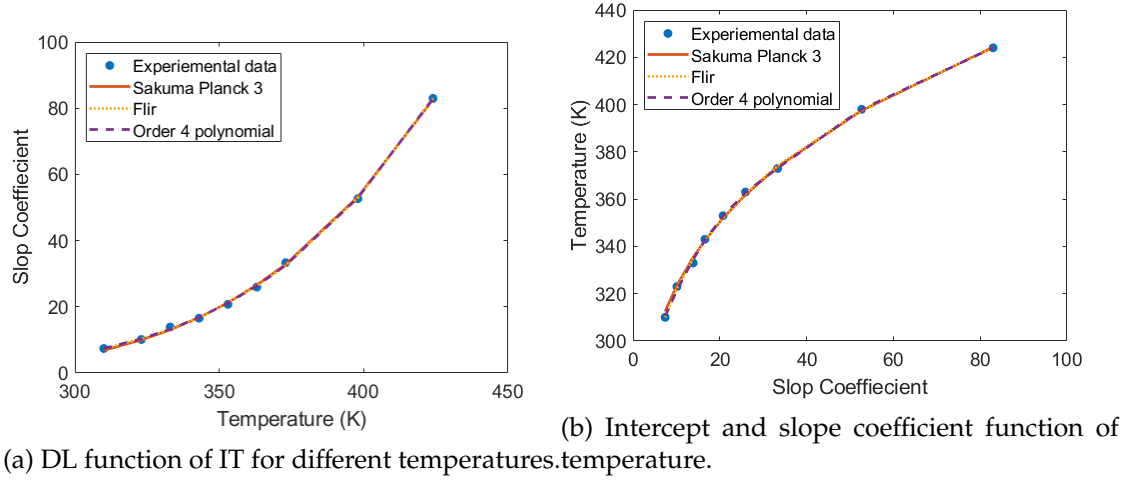 100
80
60
40
20
0
Slop Coeffiecient
Experiemental data
Sakuma Planck 3
Flir
Order 4 polynomial
300
350
400
450
Temperature (K)
440
420
400
380
360
340
320
300
Temperature (K)
Experiemental data
Sakuma Planck 3
Flir
Order 4 polynomial
0
20
40
60
80
100
Slop Coeffiecient
(b) Intercept and slope coefficient function of
(a) DL function of IT for different temperatures.temperature.